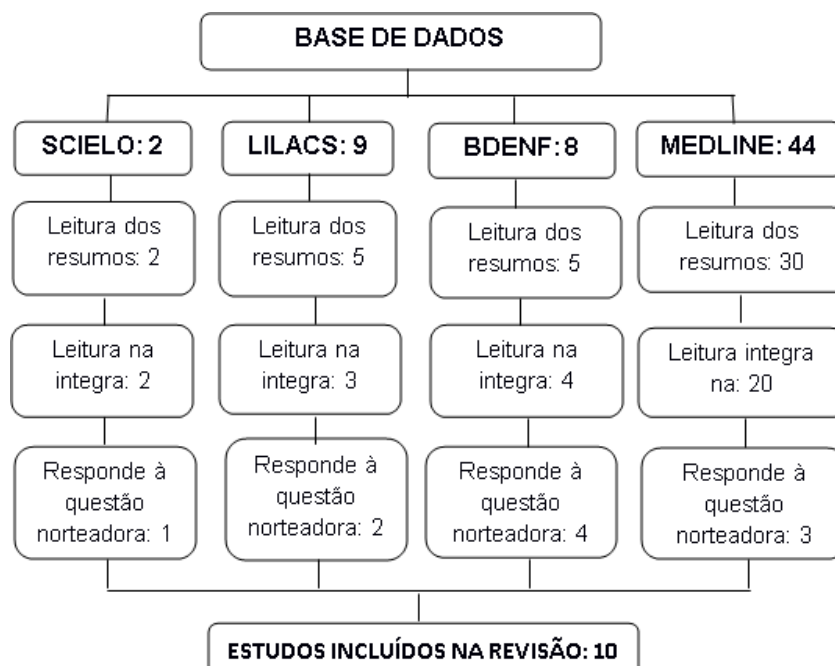 BASE DE DADOS
SCIELO: 2
LILACS: 9
BDENF: 8
MEDLINE: 44
Leitura dos
resumos: 2
Leitura dos
resumos: 5
Leitura dos
resumos: 5
Leitura dos
resumos: 30
Leitura na
integra: 2
Leitura na
integra: 3
Leitura na
integra: 4
Leitura integra
na: 20
Responde à
questão
norteadora: 1
Responde à
questão
norteadora: 2
Responde à
questão
norteadora: 4
Responde à
questão
norteadora: 3
ESTUDOS INCLUÍDOS NA REVISÃO: 10